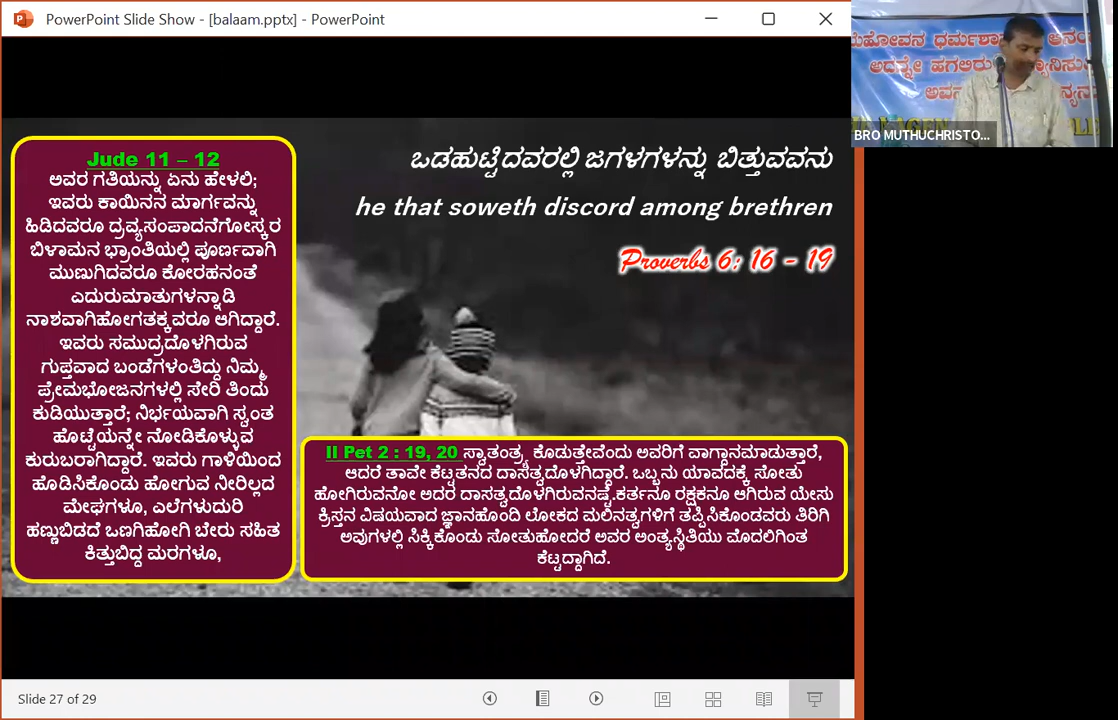 PowerPoint Slide Show - [balaam.pptx] - PowerPoint
Jude 11 – 12
ಅವರ ಗತಿಯನ್ನು ಏನು ಹೇಳಲಿ;
ಇವರು ಕಾಯಿನನ ಮಾರ್ಗವನ್ನು
ಹಿಡಿದವರೂ ದ್ರವ್ಯಸಂಪಾದನೆಗೋಸ್ಕರ
ಬಿಳಾಮನ ಭ್ರಾಂತಿಯಲ್ಲಿ ಪೂರ್ಣವಾಗಿ
ಮುಣುಗಿದವರೂ ಕೋರಹನಂತೆ
ಎದುರುಮಾತುಗಳನ್ನಾಡಿ
ನಾಶವಾಗಿಹೋಗತಕ್ಕವರೂ ಆಗಿದ್ದಾರೆ.
ಇವರು ಸಮುದ್ರದೊಳಗಿರುವ
ಗುಪ್ತವಾದ ಬಂಡೆಗಳಂತಿದ್ದು ನಿಮ್ಮ
ಪ್ರೇಮಭೋಜನಗಳಲ್ಲಿ ಸೇರಿ ತಿಂದು
ಕುಡಿಯುತ್ತಾರೆ; ನಿರ್ಭಯವಾಗಿ ಸ್ವಂತ
ಹೊಟ್ಟೆಯನ್ನೇ ನೋಡಿಕೊಳ್ಳುವ
ಕುರುಬರಾಗಿದ್ದಾರೆ. ಇವರು ಗಾಳಿಯಿಂದ
ಹೊಡಿಸಿಕೊಂಡು ಹೋಗುವ ನೀರಿಲ್ಲದ
ಮೇಘಗಳೂ, ಎಲೆಗಳುದುರಿ
ಹಣ್ಣುಬಿಡದೆ ಒಣಗಿಹೋಗಿ ಬೇರು ಸಹಿತ
ಕಿತ್ತುಬಿದ್ದ ಮರಗಳೂ,
ಒಡಹುಟ್ಟಿದವರಲ್ಲಿ ಜಗಳಗಳನ್ನು ಬಿತ್ತುವವನು
he that soweth discord among brethren
Proverbs 6: 16 - 19
II Pet 2 : 19, 20 ಸ್ವಾತಂತ್ರ್ಯ ಕೊಡುತ್ತೇವೆಂದು ಅವರಿಗೆ ವಾಗ್ದಾನಮಾಡುತ್ತಾರೆ,
ಆದರೆ ತಾವೇ ಕೆಟ್ಟತನದ ದಾಸತ್ವದೊಳಗಿದ್ದಾರೆ. ಒಬ್ಬನು ಯಾವದಕ್ಕೆ ಸೋತು
ಹೋಗಿರುವನೋ ಅದರ ದಾಸತ್ವದೊಳಗಿರುವನಷ್ಟೆ.ಕರ್ತನೂ ರಕ್ಷಕನೂ ಆಗಿರುವ ಯೇಸು
ಕ್ರಿಸ್ತನ ವಿಷಯವಾದ ಜ್ಞಾನಹೊಂದಿ ಲೋಕದ ಮಲಿನತ್ವಗಳಿಗೆ ತಪ್ಪಿಸಿಕೊಂಡವರು ತಿರಿಗಿ
ಅವುಗಳಲ್ಲಿ ಸಿಕ್ಕಿಕೊಂಡು ಸೋತುಹೋದರೆ ಅವರ ಅಂತ್ಯಸ್ಥಿತಿಯು ಮೊದಲಿಗಿಂತ
ಕೆಟ್ಟದ್ದಾಗಿದೆ.
BRO MUTHUCHRISTO...
Slide 27 of 29